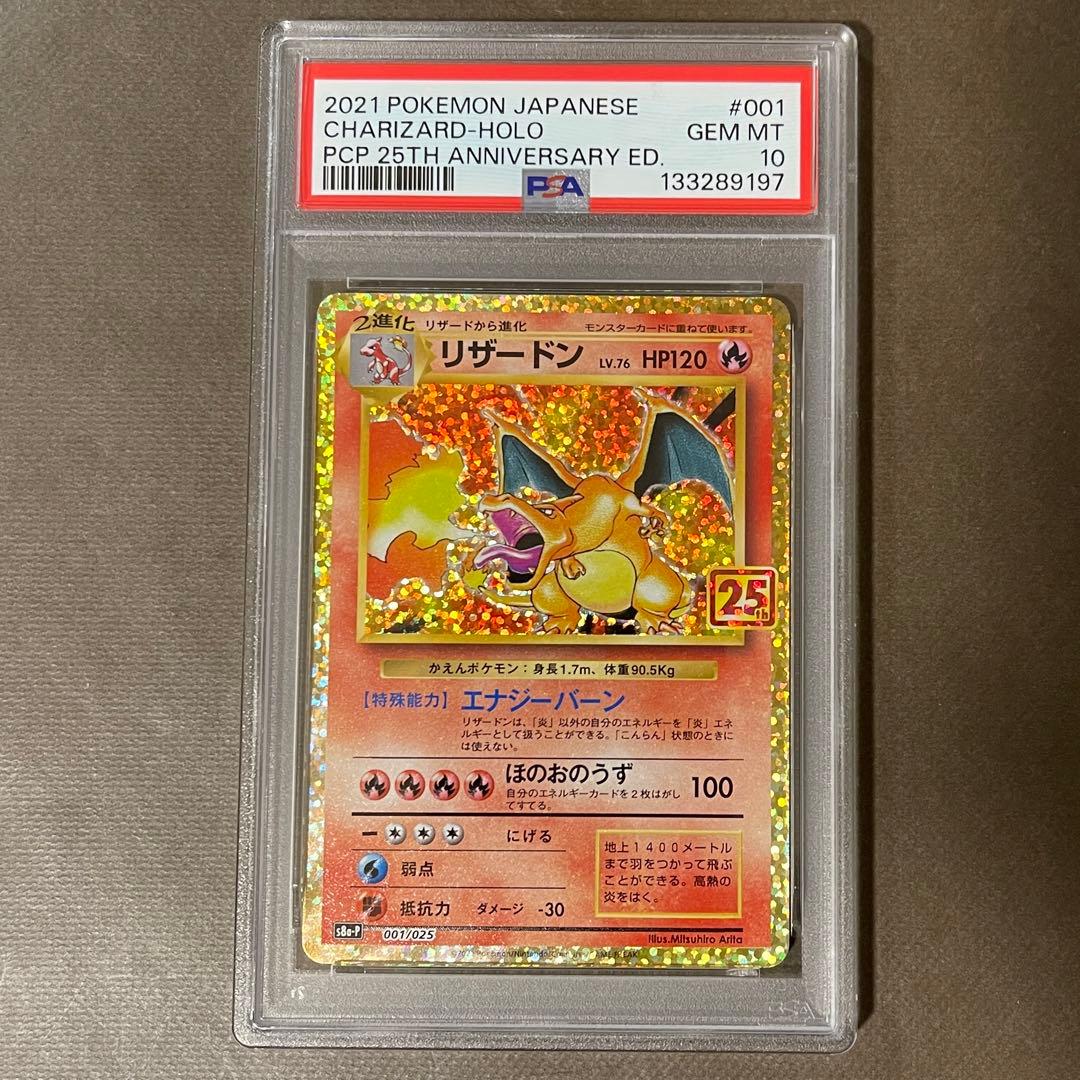 2021 POKEMON JAPANESE #001
CHARIZARD-HOLO GEM MT
PCP 25TH ANNIVERSARY ED. 10
PSA 133289197
2進化 リザードから進化 モンスターカードに重ねて使います。
リザードン LV.76 HP120
25th
かえんポケモン:身長1.7m、体重90.5Kg
【特殊能力】 エナジーバーン
リザードンは、「炎」以外の自分のエネルギーを「炎」エネ
ルギーとして扱うことができる。「こんらん」状態のときに
は使えない。
ほのおのうず 100
自分のエネルギーカードを2枚はがし
てすてる。
ー にげる
弱点
抵抗力 ダメージ -30
地上1400メートル
まで羽をつかって飛ぶ
ことができる。高熱の
炎をはく。
s8a-P 001/025
Illus.Mitsuhiro Arita
PSA